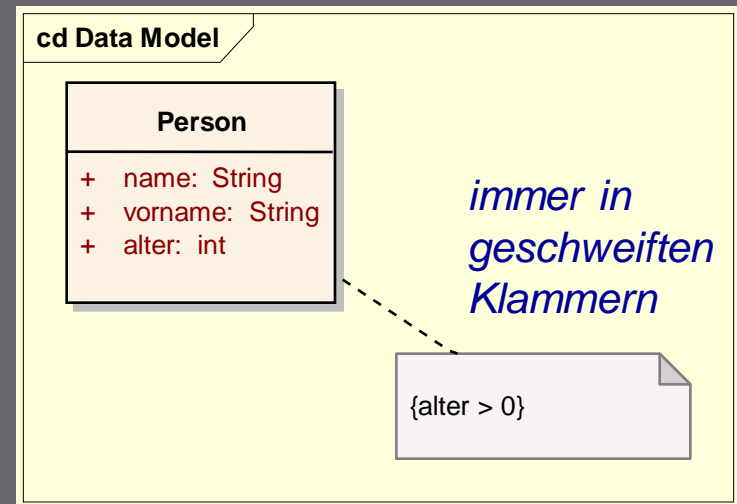 cd Data Model
Person
+ name: String
+ vorname: String
+ alter: int
immer in
geschweiften
Klammern
{alter > 0}